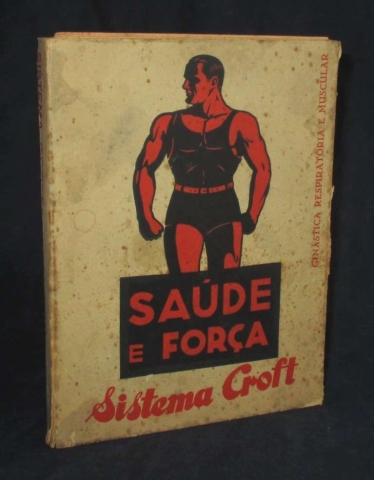 GINÁSTICA RESPIRATÓRIA E MUSCULAR
SAÚDE
E FORÇA
Sistema Croft